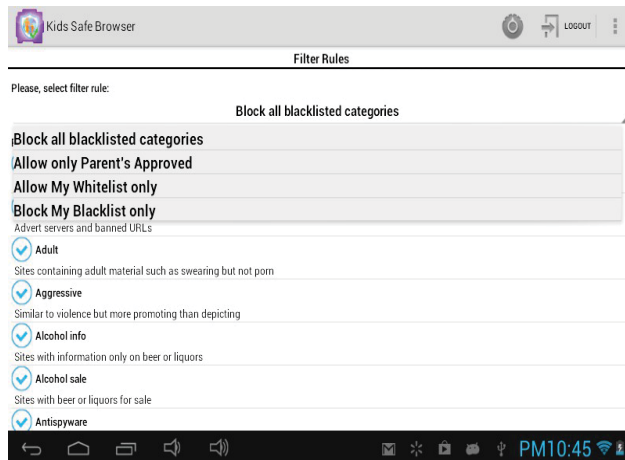 Kids Safe Browser
LOGOUT
Filter Rules
Please, select filter rule:
Block all blacklisted categories
Block all blacklisted categories
Allow only Parent's Approved
Allow My Whitelist only
Block My Blacklist only
Advert servers and banned URLs
Adult
Sites containing adult material such as swearing but not porn
Aggressive
Similar to violence but more promoting than depicting
Alcohol info
Sites with information only on beer or liquors
Alcohol sale
Sites with beer or liquors for sale
Antispyware
PM10:45